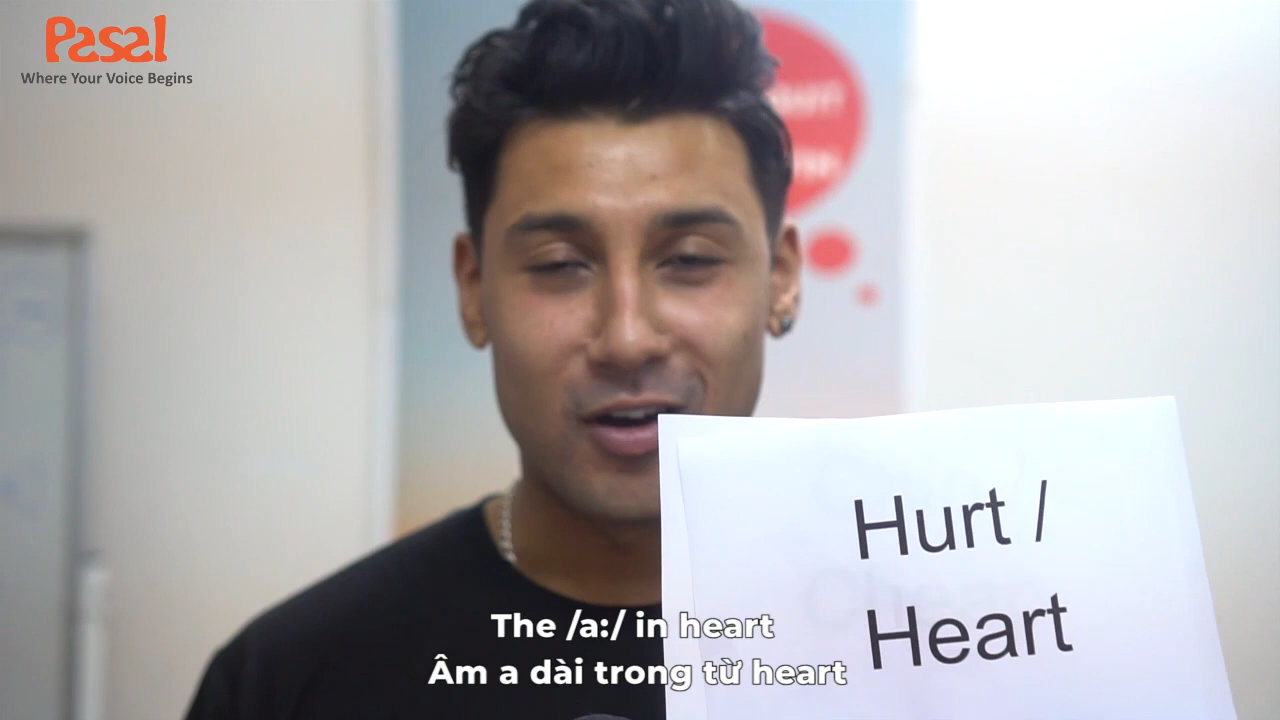 Pasal
Where Your Voice Begins
Hurt /
Heart
The /a:/ in heart
Âm a dài trong từ heart